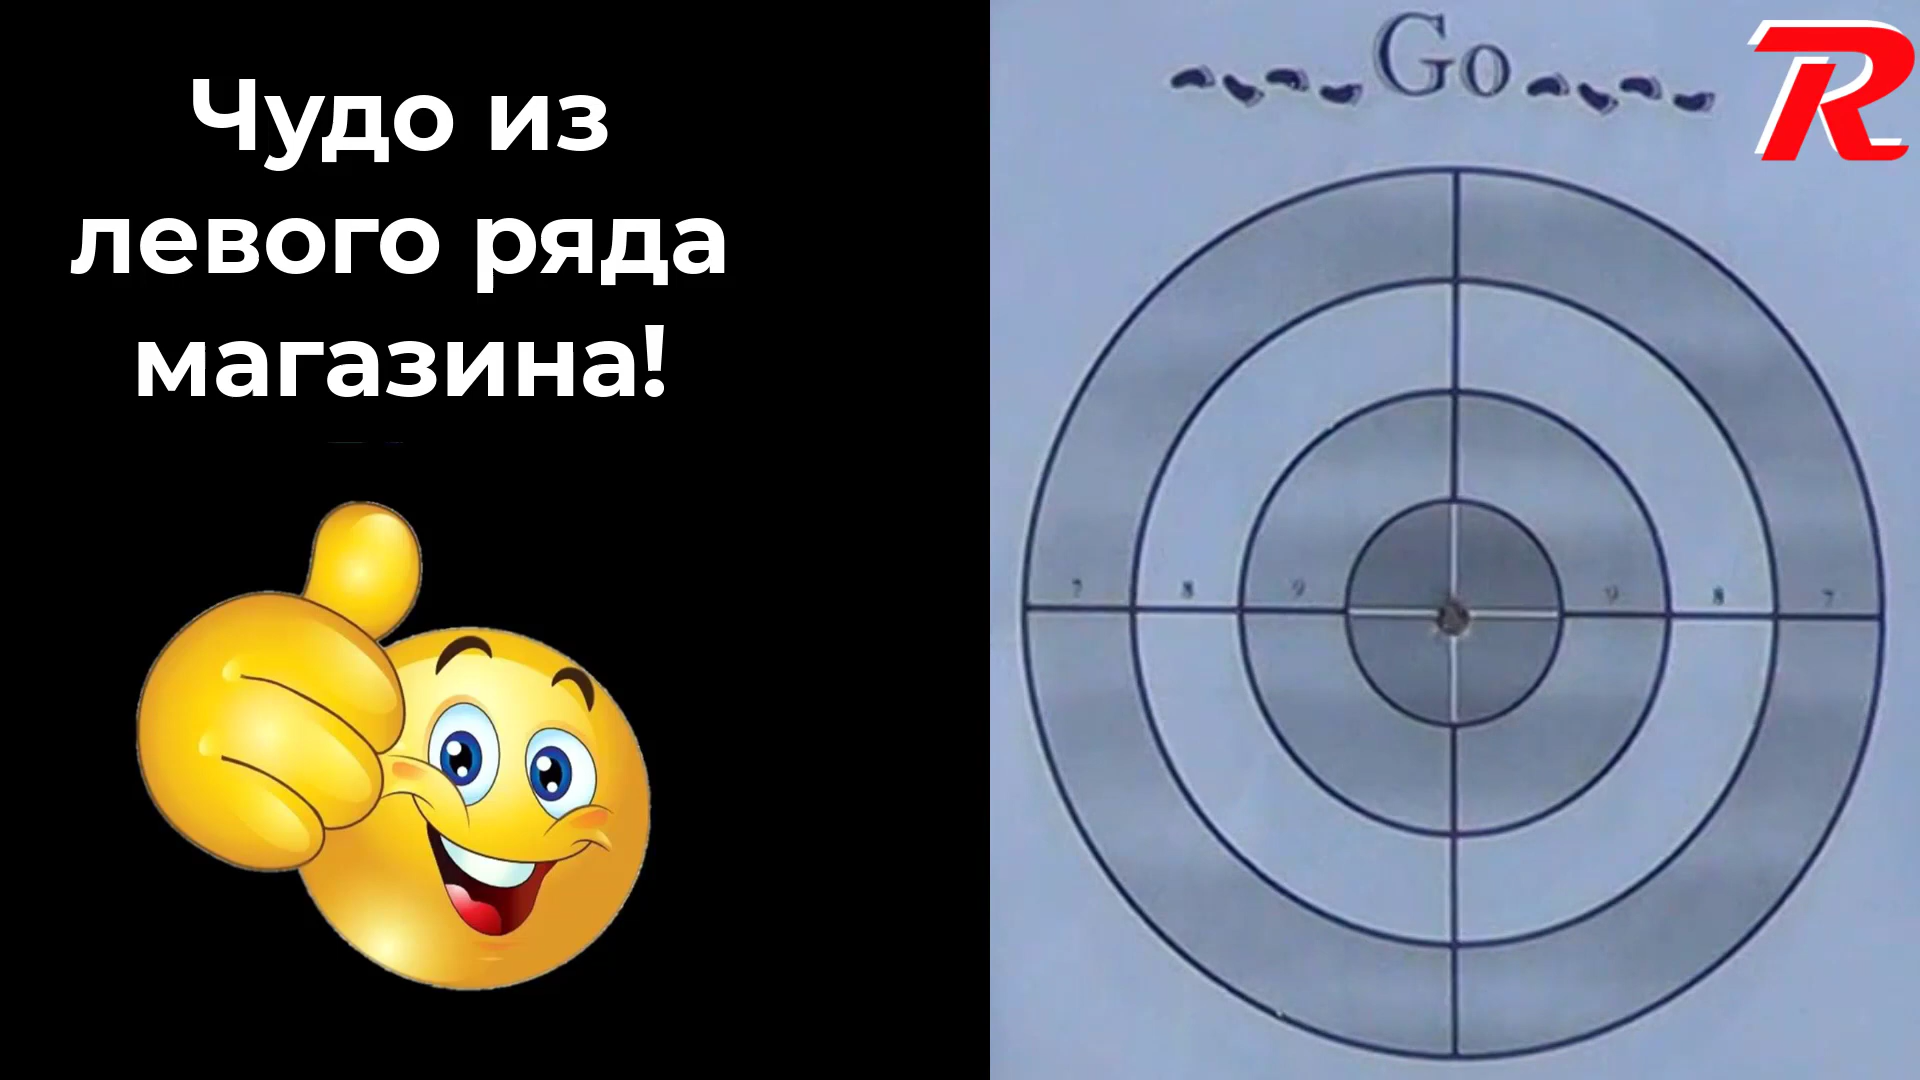 Чудо из
левого ряда
магазина!
Go
R
7 8 9 9 8 7